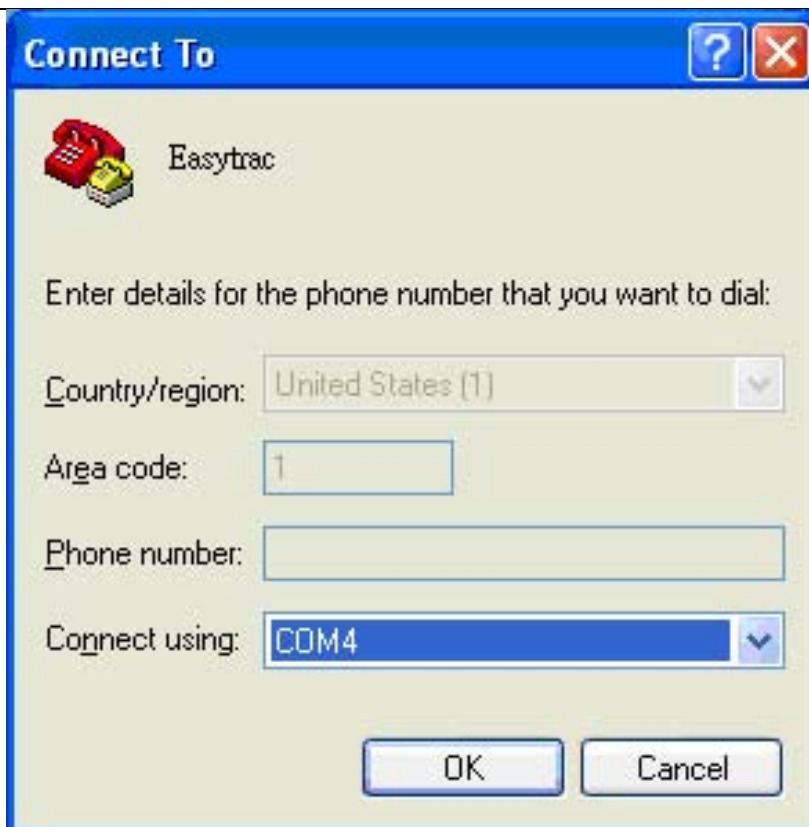 Connect To
?
Easytrac
Enter details for the phone number that you want to dial:
Country/region: United States (1)
Area code: 1
Phone number:
Connect using: COM4
OK Cancel